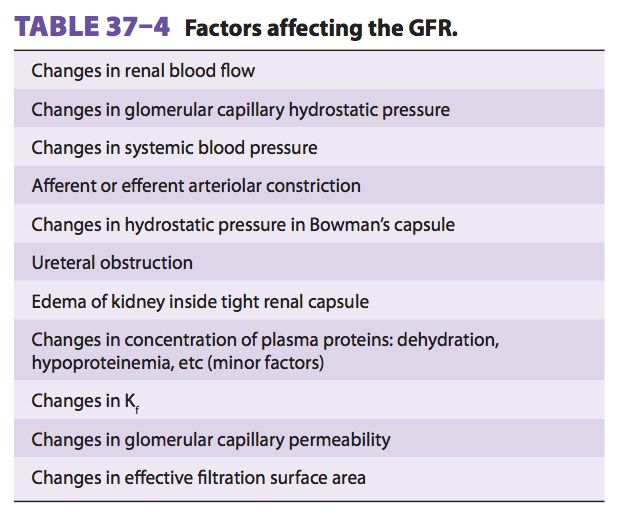 TABLE 37–4 Factors affecting the GFR.
Changes in renal blood flow
Changes in glomerular capillary hydrostatic pressure
Changes in systemic blood pressure
Afferent or efferent arteriolar constriction
Changes in hydrostatic pressure in Bowman’s capsule
Ureteral obstruction
Edema of kidney inside tight renal capsule
Changes in concentration of plasma proteins: dehydration,
hypoproteinemia, etc (minor factors)
Changes in Kf
Changes in glomerular capillary permeability
Changes in effective filtration surface area